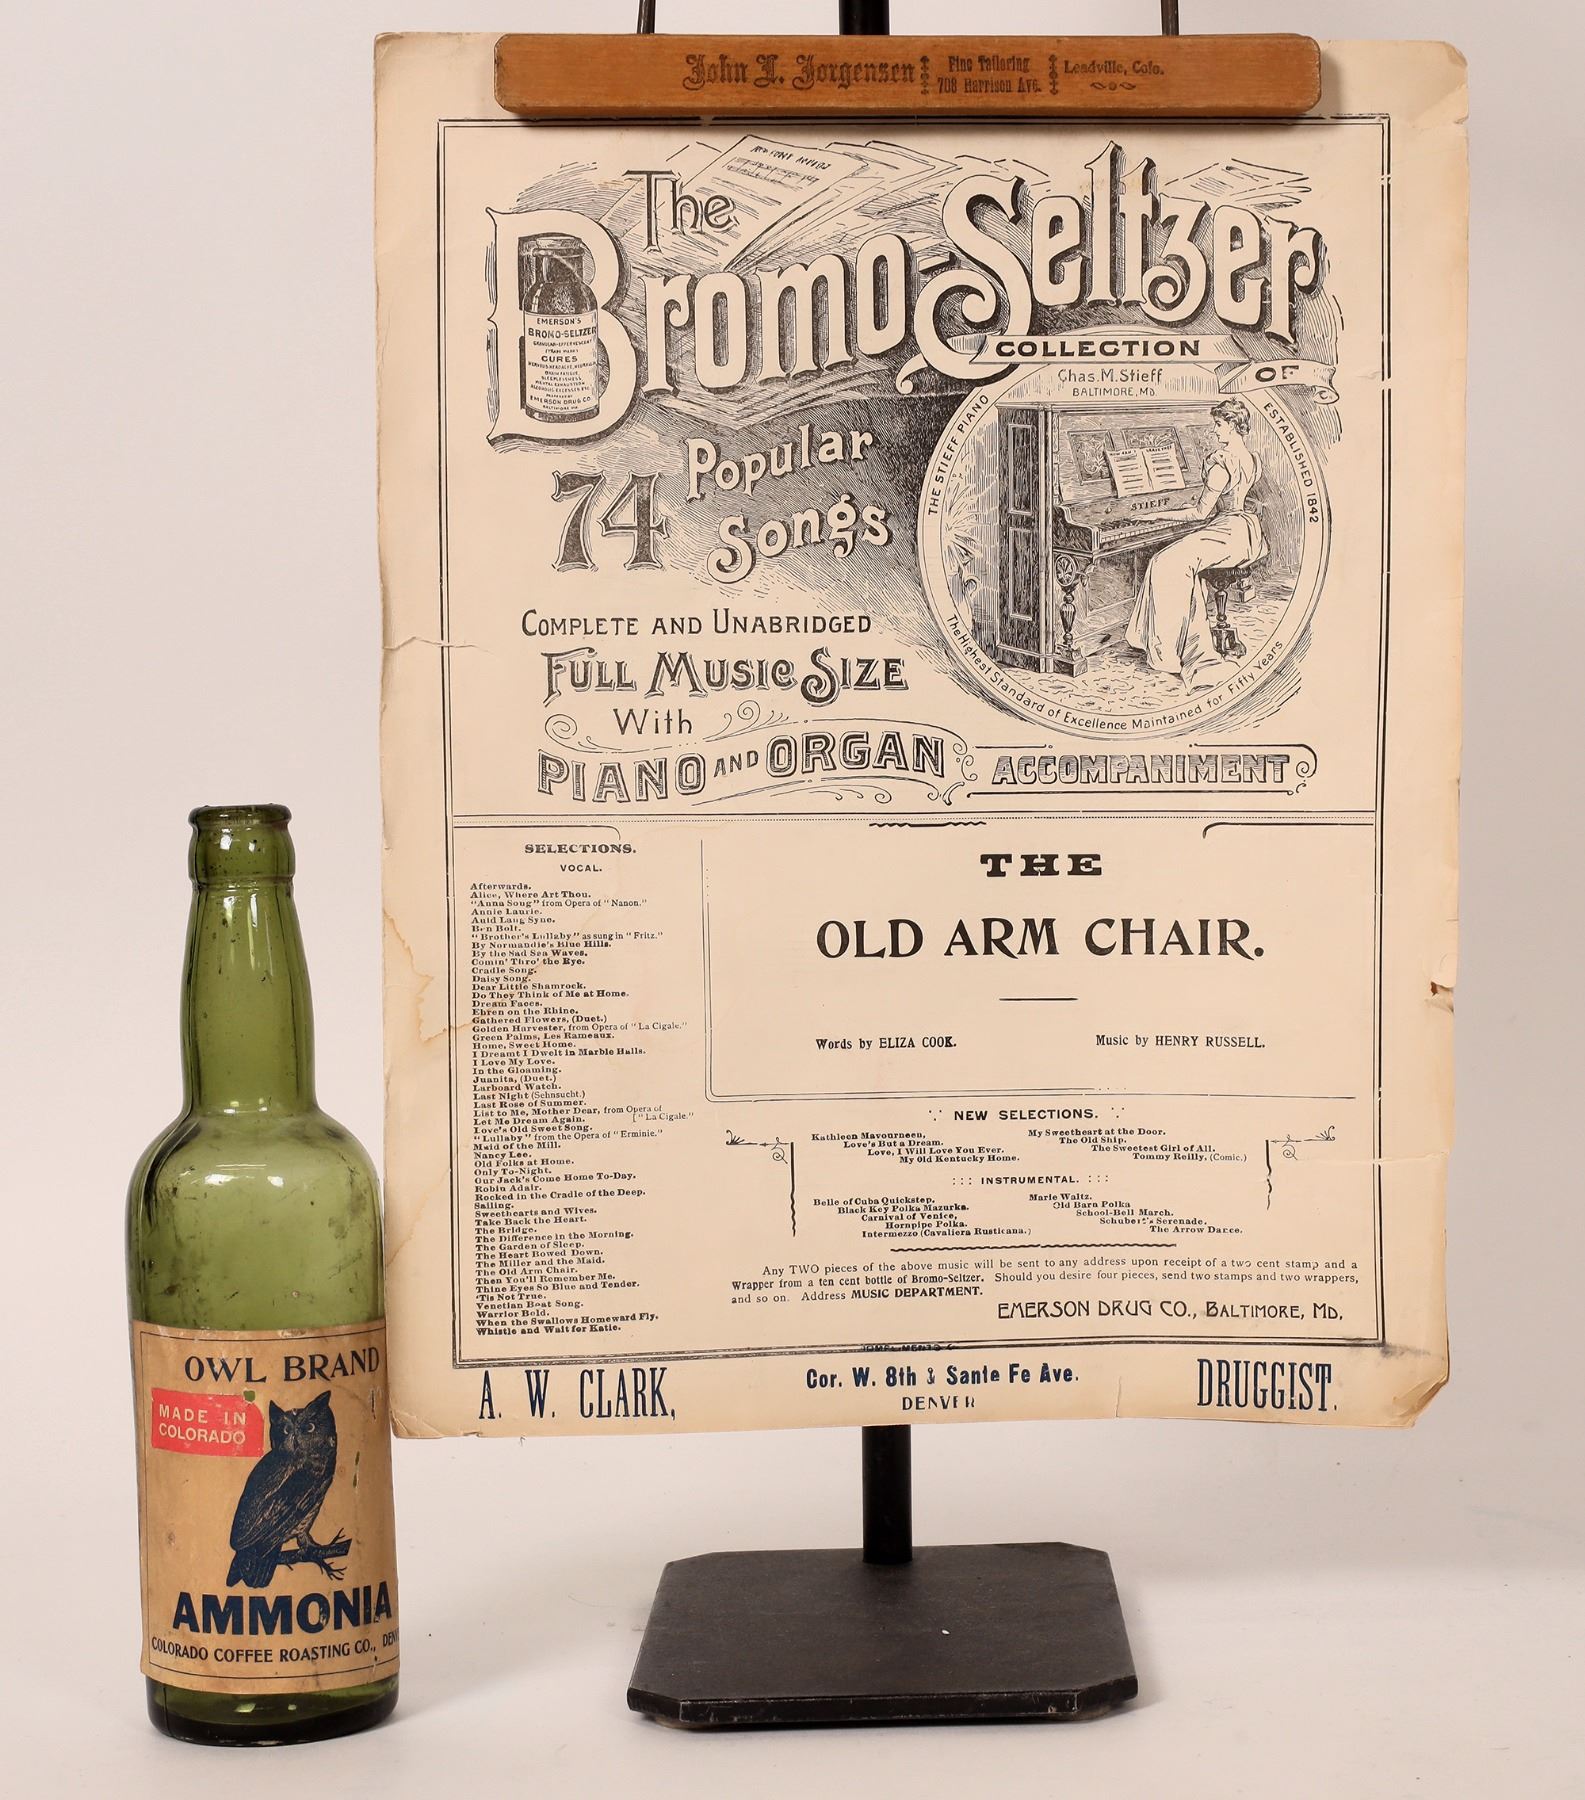 John L. Jorgensen
Fine Tailoring
708 Harrison Ave.
Leadville, Colo.
The
Bromo-Seltzer
COLLECTION
OF
EMERSON'S
BROMO-SELTZER
CURES
EMERSON DRUG CO.
BALTIMORE, MD.
74 Popular
Songs
Chas. M. Stieff
BALTIMORE, MD.
THE STIEFF PIANO
ESTABLISHED 1842
STIEFF
The Highest Standard of Excellence Maintained for Fifty Years
COMPLETE AND UNABRIDGED
FULL MUSIC SIZE
With
PIANO AND ORGAN ACCOMPANIMENT
SELECTIONS.
VOCAL.
Afterwards.
Alice, Where Art Thou.
"Anna Song" from Opera of "Nanon."
Annie Laurie.
Auld Lang Syne.
Ben Bolt.
"Brother's Lullaby" as sung in "Fritz."
By Normandie's Blue Hills.
By the Sad Sea Waves.
Comin' Thro' the Rye.
Cradle Song.
Daisy Song.
Dear Little Shamrock.
Do They Think of Me at Home.
Dream Faces.
Ehren on the Rhine.
Gathered Flowers, (Duet.)
Golden Harvester, from Opera of "La Cigale."
Green Palms, Les Rameaux.
Home, Sweet Home.
I Dreamt I Dwelt in Marble Halls.
I Love My Love.
In the Gloaming.
Juanita, (Duet.)
Larboard Watch.
Last Night (Sehnsucht.)
Last Rose of Summer.
List to Me, Mother Dear, from Opera of
Let Me Dream Again. ["La Cigale."
Love's Old Sweet Song.
"Lullaby" from the Opera of "Erminie."
Maid of the Mill.
Nancy Lee.
Old Folks at Home.
Only To-Night.
Our Jack's Come Home To-Day.
Robin Adair.
Rocked in the Cradle of the Deep.
Sailing.
Sweethearts and Wives.
Take Back the Heart.
The Bridge.
The Difference in the Morning.
The Garden of Sleep.
The Heart Bowed Down.
The Miller and the Maid.
The Old Arm Chair.
Then You'll Remember Me.
Thine Eyes So Blue and Tender.
'Tis Not True.
Venetian Boat Song.
Warrior Bold.
When the Swallows Homeward Fly.
Whistle and Wait for Katie.
THE
OLD ARM CHAIR.
Words by ELIZA COOK.
Music by HENRY RUSSELL.
NEW SELECTIONS.
Kathleen Mavourneen,
Love's But a Dream.
Love, I Will Love You Ever.
My Old Kentucky Home.
My Sweetheart at the Door.
The Old Ship.
The Sweetest Girl of All.
Tommy Reilly, (Comic.)
INSTRUMENTAL.
Belle of Cuba Quickstep.
Black Key Polka Mazurka.
Carnival of Venice,
Hornpipe Polka.
Intermezzo (Cavaliera Rusticana.)
Marie Waltz.
Old Barn Polka
School-Bell March.
Schubert's Serenade.
The Arrow Dance.
Any TWO pieces of the above music will be sent to any address upon receipt of a two cent stamp and a
Wrapper from a ten cent bottle of Bromo-Seltzer. Should you desire four pieces, send two stamps and two wrappers,
and so on. Address MUSIC DEPARTMENT.
EMERSON DRUG CO., BALTIMORE, MD.
A. W. CLARK,
Cor. W. 8th & Sante Fe Ave.
DENVER
DRUGGIST.
OWL BRAND
MADE IN
COLORADO
AMMONIA
COLORADO COFFEE ROASTING CO., DEN